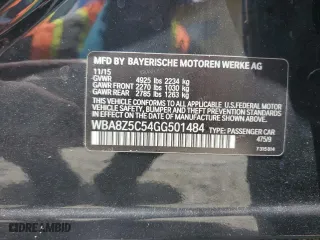 MFD BY BAYERISCHE MOTOREN WERKE AG
11/15
GVWR 4925 lbs 2234 kg
GAWR FRONT 2270 lbs 1030 kg
GAWR REAR 2785 lbs 1263 kg
THIS VEHICLE CONFORMS TO ALL APPLICABLE U.S. FEDERAL MOTOR
VEHICLE SAFETY, BUMPER AND THEFT PREVENTION STANDARDS
IN EFFECT ON THE DATE OF MANUFACTURE SHOWN ABOVE.
WBA8Z5C54GG501484 TYPE: PASSENGER CAR
475/9
DREAMBID